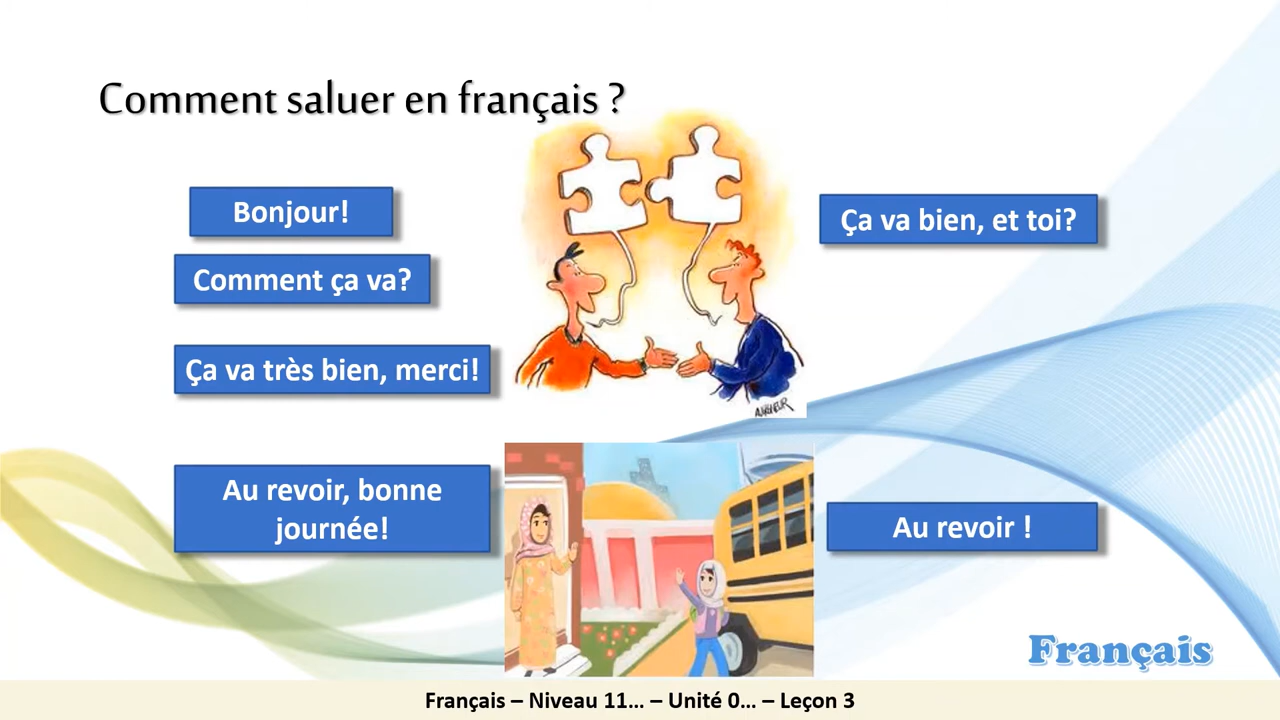 Comment saluer en français ?
Bonjour!
Comment ça va?
Ça va bien, et toi?
Ça va très bien, merci!
Au revoir, bonne
journée!
Au revoir !
Français
Français – Niveau 11... – Unité 0... – Leçon 3